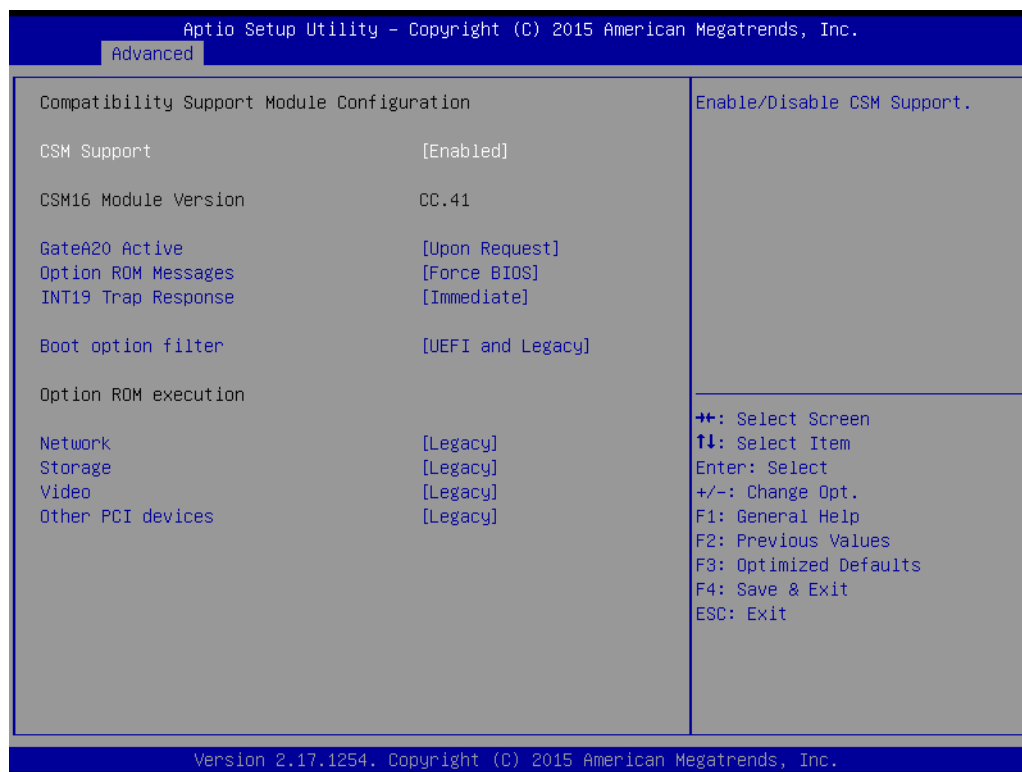 Aptio Setup Utility – Copyright (C) 2015 American Megatrends, Inc.
Advanced
Compatibility Support Module Configuration
CSM Support [Enabled]
CSM16 Module Version CC.41
GateA20 Active [Upon Request]
Option ROM Messages [Force BIOS]
INT19 Trap Response [Immediate]
Boot option filter [UEFI and Legacy]
Option ROM execution
Network [Legacy]
Storage [Legacy]
Video [Legacy]
Other PCI devices [Legacy]
Enable/Disable CSM Support.
→←: Select Screen
↑↓: Select Item
Enter: Select
+/-: Change Opt.
F1: General Help
F2: Previous Values
F3: Optimized Defaults
F4: Save & Exit
ESC: Exit
Version 2.17.1254. Copyright (C) 2015 American Megatrends, Inc.